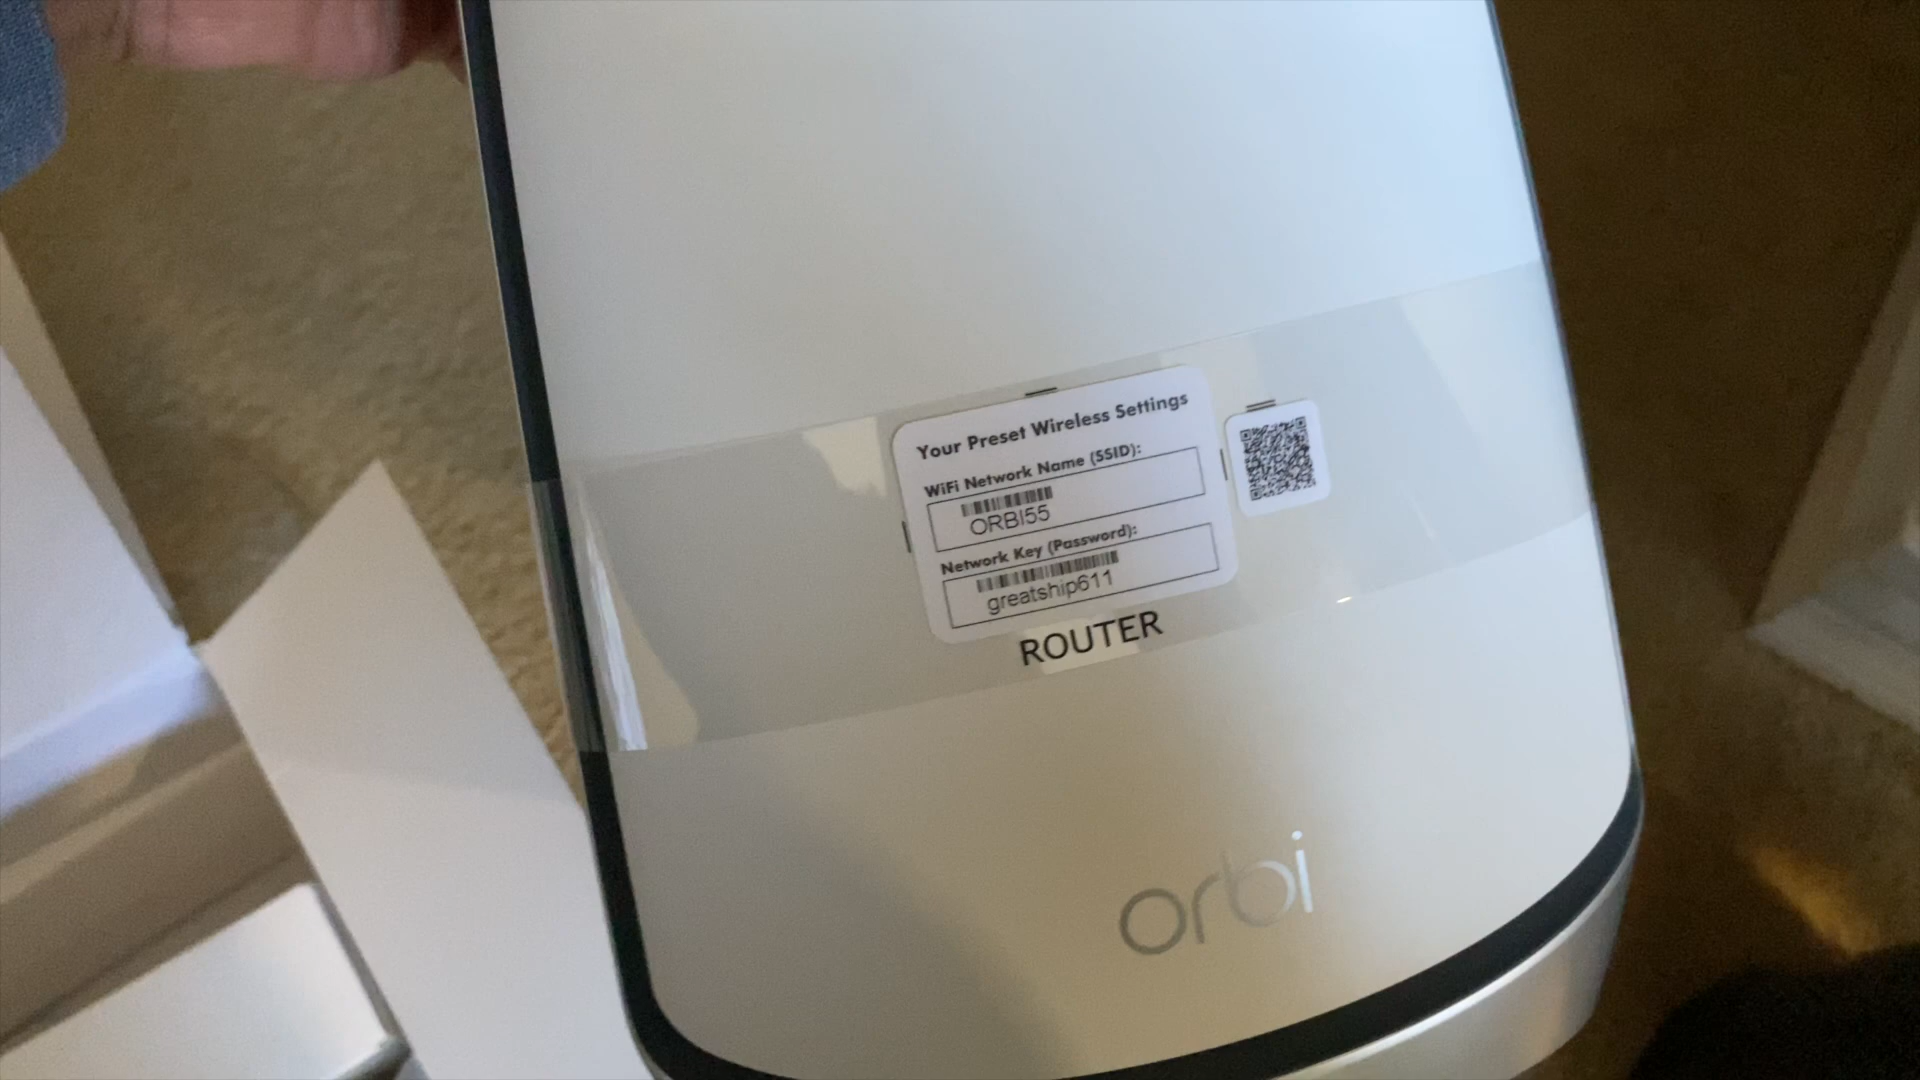 Your Preset Wireless Settings
WiFi Network Name (SSID):
ORBI55
Network Key (Password):
greatship611
ROUTER
orbi